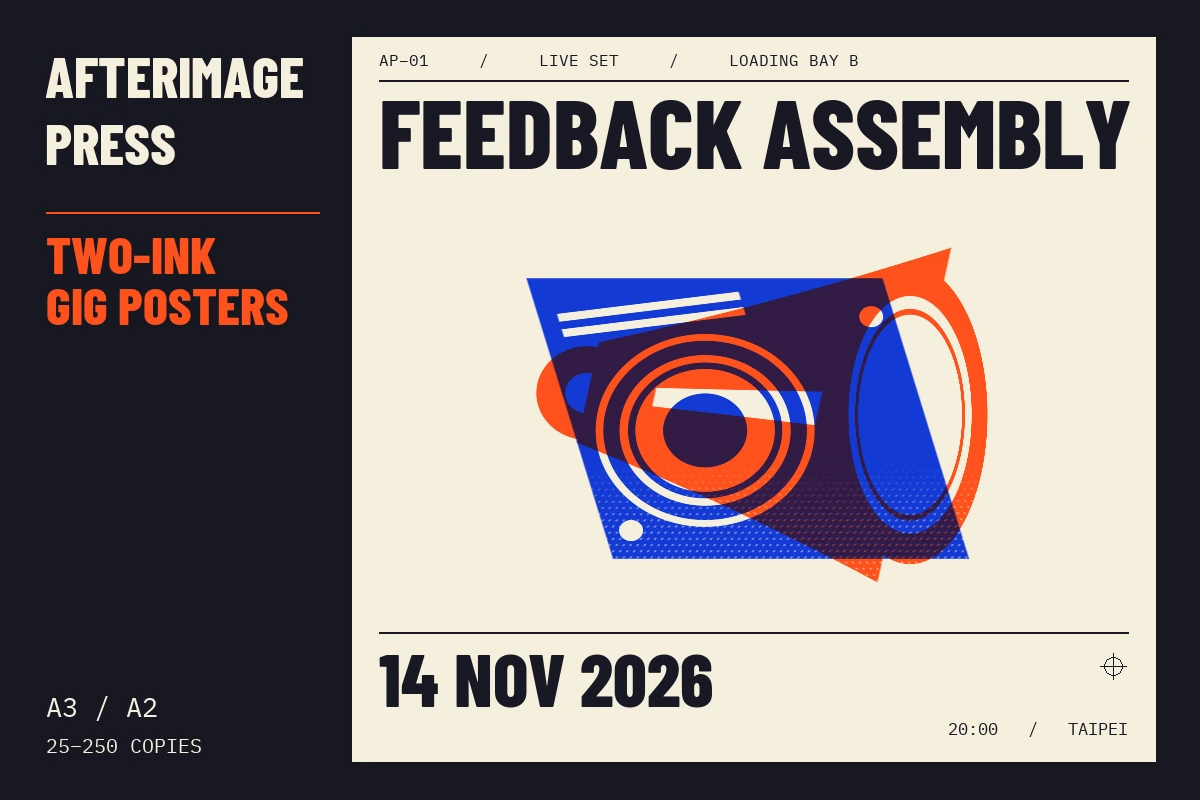 AFTERIMAGE
PRESS
TWO-INK
GIG POSTERS
A3 / A2
25–250 COPIES
AP–01 / LIVE SET / LOADING BAY B
FEEDBACK ASSEMBLY
14 NOV 2026
20:00 / TAIPEI